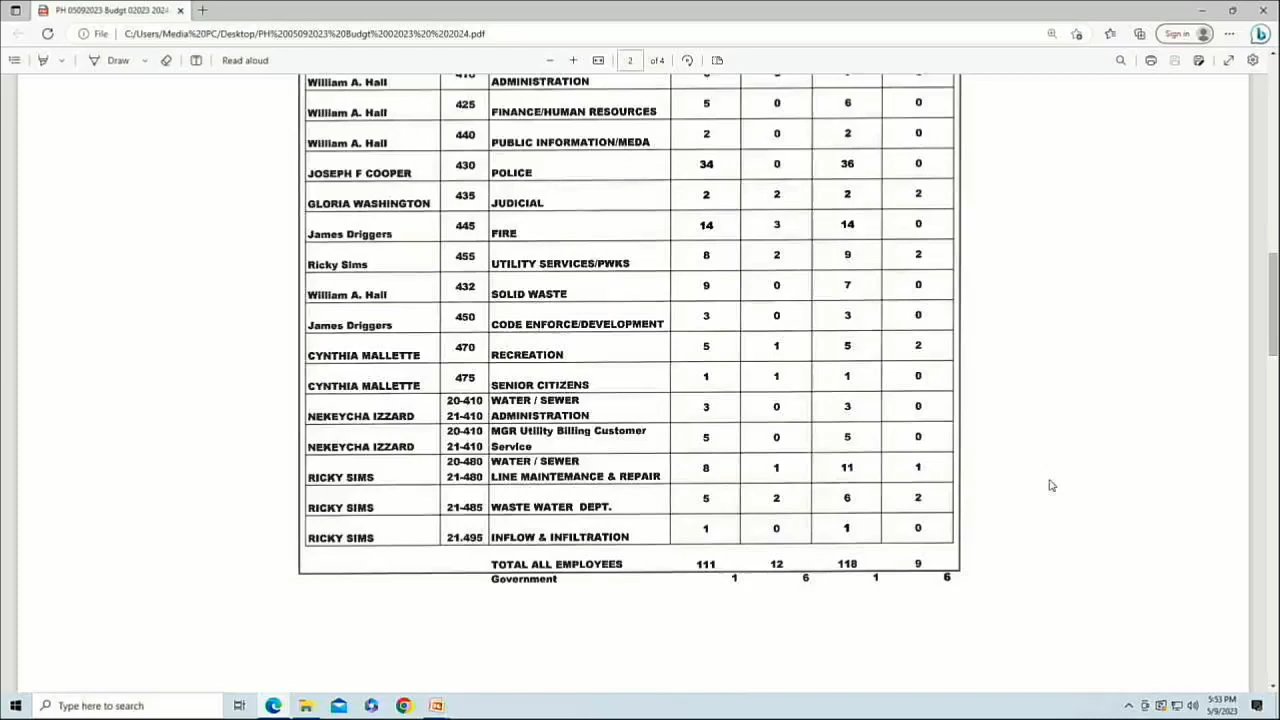 PH 05092023 Budgt 02023 2024
File C:/Users/Media%20PC/Desktop/PH%2005092023%20Budgt%2002023%20%202024.pdf Sign in
Draw Read aloud 2 of 4
William A. Hall ADMINISTRATION
William A. Hall 425 FINANCE/HUMAN RESOURCES 5 0 6 0
William A. Hall 440 PUBLIC INFORMATION/MEDA 2 0 2 0
JOSEPH F COOPER 430 POLICE 34 0 36 0
GLORIA WASHINGTON 435 JUDICIAL 2 2 2 2
James Driggers 445 FIRE 14 3 14 0
Ricky Sims 455 UTILITY SERVICES/PWKS 8 2 9 2
William A. Hall 432 SOLID WASTE 9 0 7 0
James Driggers 450 CODE ENFORCE/DEVELOPMENT 3 0 3 0
CYNTHIA MALLETTE 470 RECREATION 5 1 5 2
CYNTHIA MALLETTE 475 SENIOR CITIZENS 1 1 1 0
20-410 WATER / SEWER
NEKEYCHA IZZARD 21-410 ADMINISTRATION 3 0 3 0
20-410 MGR Utility Billing Customer
NEKEYCHA IZZARD 21-410 Service 5 0 5 0
20-480 WATER / SEWER
RICKY SIMS 21-480 LINE MAINTEMANCE & REPAIR 8 1 11 1
RICKY SIMS 21-485 WASTE WATER DEPT. 5 2 6 2
RICKY SIMS 21.495 INFLOW & INFILTRATION 1 0 1 0
TOTAL ALL EMPLOYEES 111 12 118 9
Government 1 6 1 6
Type here to search
5:53 PM
5/9/2023